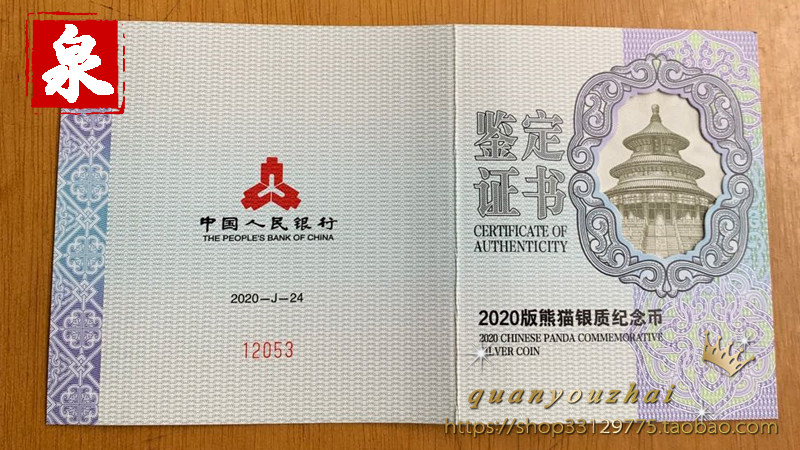 泉
中国人民银行
THE PEOPLE'S BANK OF CHINA
2020-J-24
12053
鉴定
证书
CERTIFICATE OF
AUTHENTICITY
2020版熊猫银质纪念币
2020 CHINESE PANDA COMMEMORATIVE
SILVER COIN
quanyouzhai
https://shop33129775.taobao.com